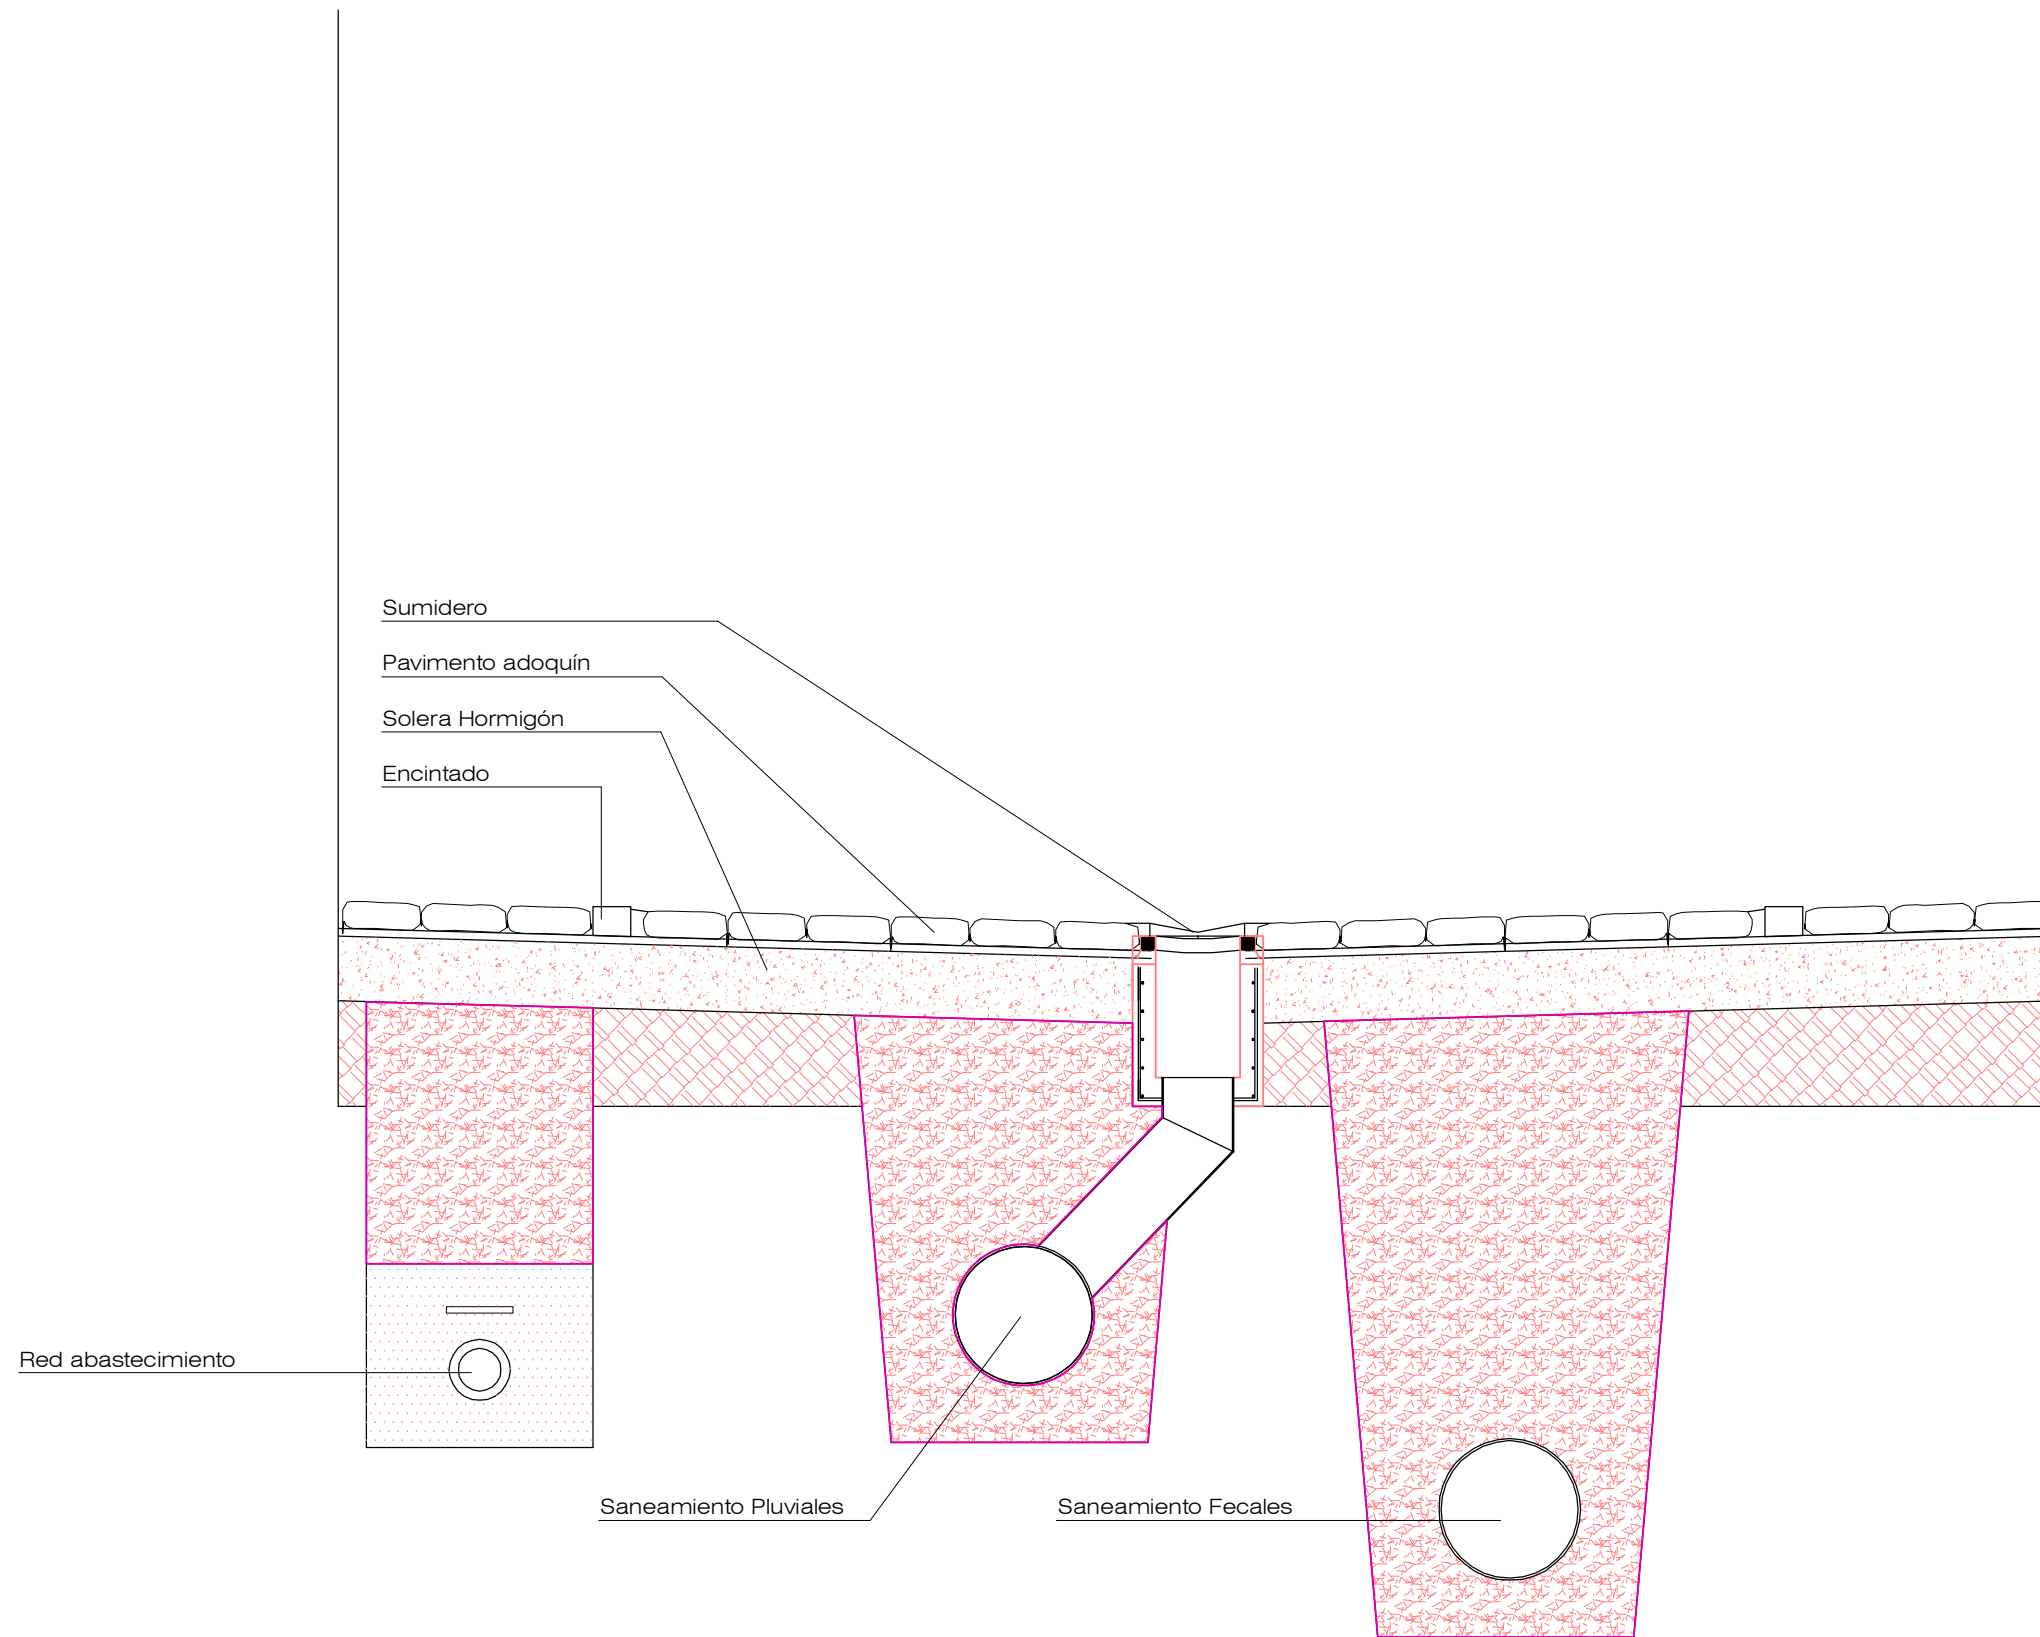 Sumidero
Pavimento adoquín
Solera Hormigón
Encintado
Red abastecimiento
Saneamiento Pluviales
Saneamiento Fecales